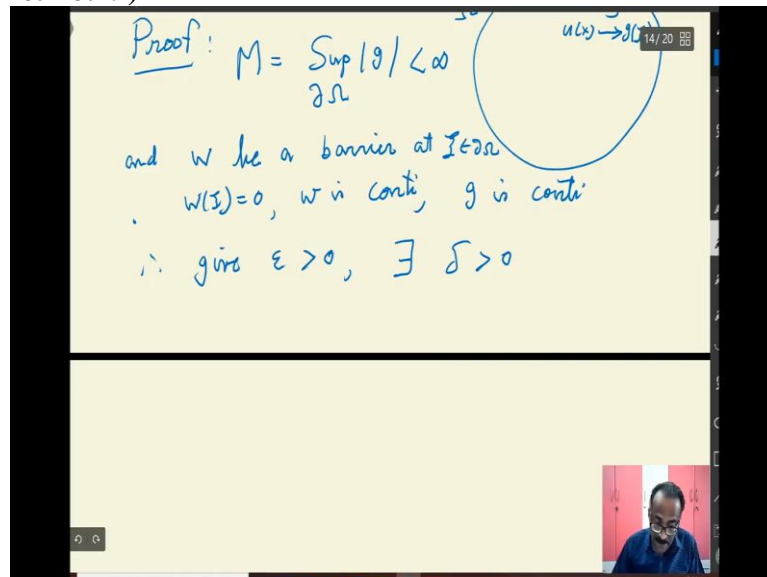 Proof : M = Sup |g| < ∞
∂Ω
u(x) → g(ξ)
14/20
and w be a barrier at ξ ∈ ∂Ω
w(ξ) = 0, w is conti, g is conti
∴ give ε > 0, ∃ δ > 0